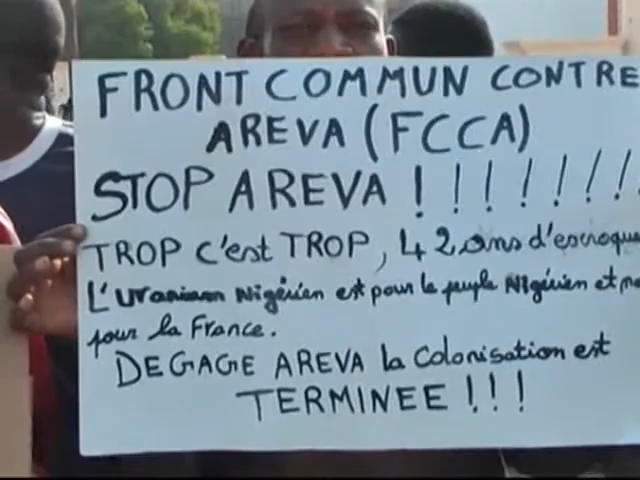 FRONT COMMUN CONTRE
AREVA (FCCA)
STOP AREVA ! ! ! ! ! ! ! !
TROP c'est TROP, 42 ans d'escroque
L'uranium Nigérien est pour le peuple Nigérien et
pour la France.
DEGAGE AREVA la Colonisation est
TERMINEE ! ! !